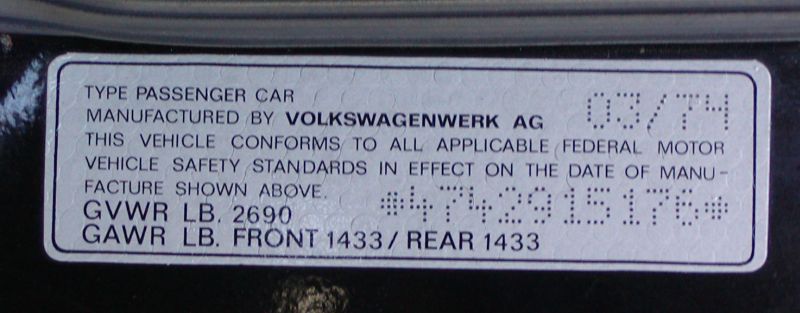 TYPE PASSENGER CAR 03/74
MANUFACTURED BY VOLKSWAGENWERK AG
THIS VEHICLE CONFORMS TO ALL APPLICABLE FEDERAL MOTOR
VEHICLE SAFETY STANDARDS IN EFFECT ON THE DATE OF MANU-
FACTURE SHOWN ABOVE.
*4742915176*
GVWR LB. 2690
GAWR LB. FRONT 1433/ REAR 1433